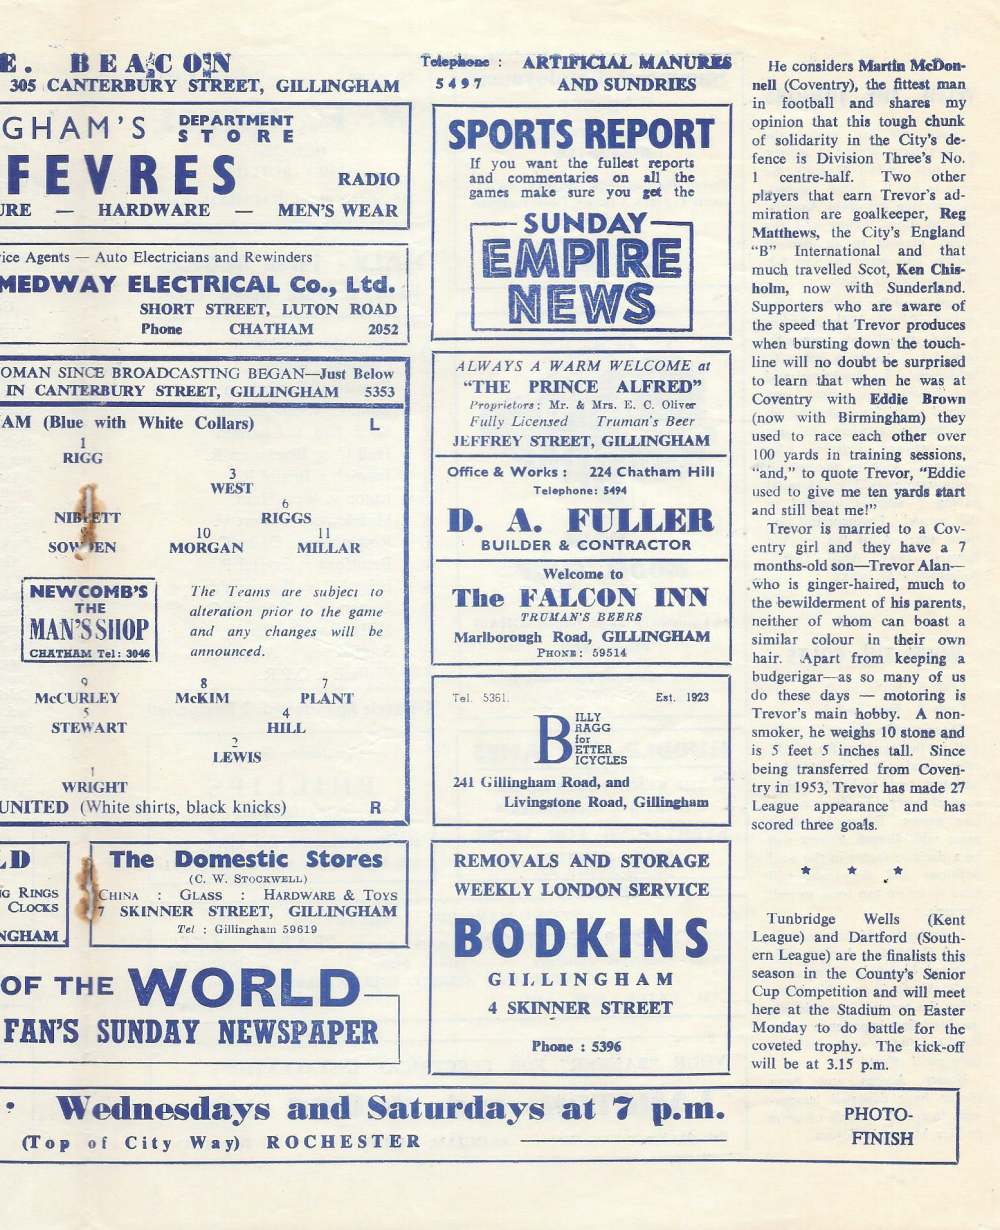 E. BEACON
305 CANTERBURY STREET, GILLINGHAM
GHAM'S DEPARTMENT STORE
FEVRES RADIO
URE — HARDWARE — MEN'S WEAR
ice Agents — Auto Electricians and Rewinders
MEDWAY ELECTRICAL Co., Ltd.
SHORT STREET, LUTON ROAD
Phone CHATHAM 2052
OMAN SINCE BROADCASTING BEGAN—Just Below
IN CANTERBURY STREET, GILLINGHAM 5353
AM (Blue with White Collars) L
1
RIGG
3
WEST
6
NIBLETT RIGGS
10 11
SOWDEN MORGAN MILLAR
NEWCOMB'S
THE
MAN'S SHOP
CHATHAM Tel: 3046
The Teams are subject to
alteration prior to the game
and any changes will be
announced.
9 8 7
McCURLEY McKIM PLANT
5 4
STEWART HILL
2
LEWIS
1
WRIGHT
UNITED (White shirts, black knicks) R
LD
NG RINGS
CLOCKS
NGHAM
The Domestic Stores
(C. W. STOCKWELL)
CHINA : GLASS : HARDWARE & TOYS
7 SKINNER STREET, GILLINGHAM
Tel : Gillingham 59619
OF THE WORLD
FAN'S SUNDAY NEWSPAPER
Telephone : ARTIFICIAL MANURES
5497 AND SUNDRIES
SPORTS REPORT
If you want the fullest reports
and commentaries on all the
games make sure you get the
SUNDAY
EMPIRE
NEWS
ALWAYS A WARM WELCOME at
"THE PRINCE ALFRED"
Proprietors: Mr. & Mrs. E. C. Oliver
Fully Licensed Truman's Beer
JEFFREY STREET, GILLINGHAM
Office & Works : 224 Chatham Hill
Telephone: 5494
D. A. FULLER
BUILDER & CONTRACTOR
Welcome to
The FALCON INN
TRUMAN'S BEERS
Marlborough Road, GILLINGHAM
PHONE: 59514
Tel. 5361. Est. 1923
BILLY
BRAGG
for
BETTER
BICYCLES
241 Gillingham Road, and
Livingstone Road, Gillingham
REMOVALS AND STORAGE
WEEKLY LONDON SERVICE
BODKINS
GILLINGHAM
4 SKINNER STREET
Phone : 5396
He considers Martin McDon-
nell (Coventry), the fittest man
in football and shares my
opinion that this tough chunk
of solidarity in the City's de-
fence is Division Three's No.
1 centre-half. Two other
players that earn Trevor's ad-
miration are goalkeeper, Reg
Matthews, the City's England
"B" International and that
much travelled Scot, Ken Chis-
holm, now with Sunderland.
Supporters who are aware of
the speed that Trevor produces
when bursting down the touch-
line will no doubt be surprised
to learn that when he was at
Coventry with Eddie Brown
(now with Birmingham) they
used to race each other over
100 yards in training sessions,
"and," to quote Trevor, "Eddie
used to give me ten yards start
and still beat me!"
Trevor is married to a Cov-
entry girl and they have a 7
months-old son—Trevor Alan—
who is ginger-haired, much to
the bewilderment of his parents,
neither of whom can boast a
similar colour in their own
hair. Apart from keeping a
budgerigar—as so many of us
do these days — motoring is
Trevor's main hobby. A non-
smoker, he weighs 10 stone and
is 5 feet 5 inches tall. Since
being transferred from Coven-
try in 1953, Trevor has made 27
League appearance and has
scored three goals.
Tunbridge Wells (Kent
League) and Dartford (South-
ern League) are the finalists this
season in the County's Senior
Cup Competition and will meet
here at the Stadium on Easter
Monday to do battle for the
coveted trophy. The kick-off
will be at 3.15 p.m.
Wednesdays and Saturdays at 7 p.m.
(Top of City Way) ROCHESTER
PHOTO-
FINISH